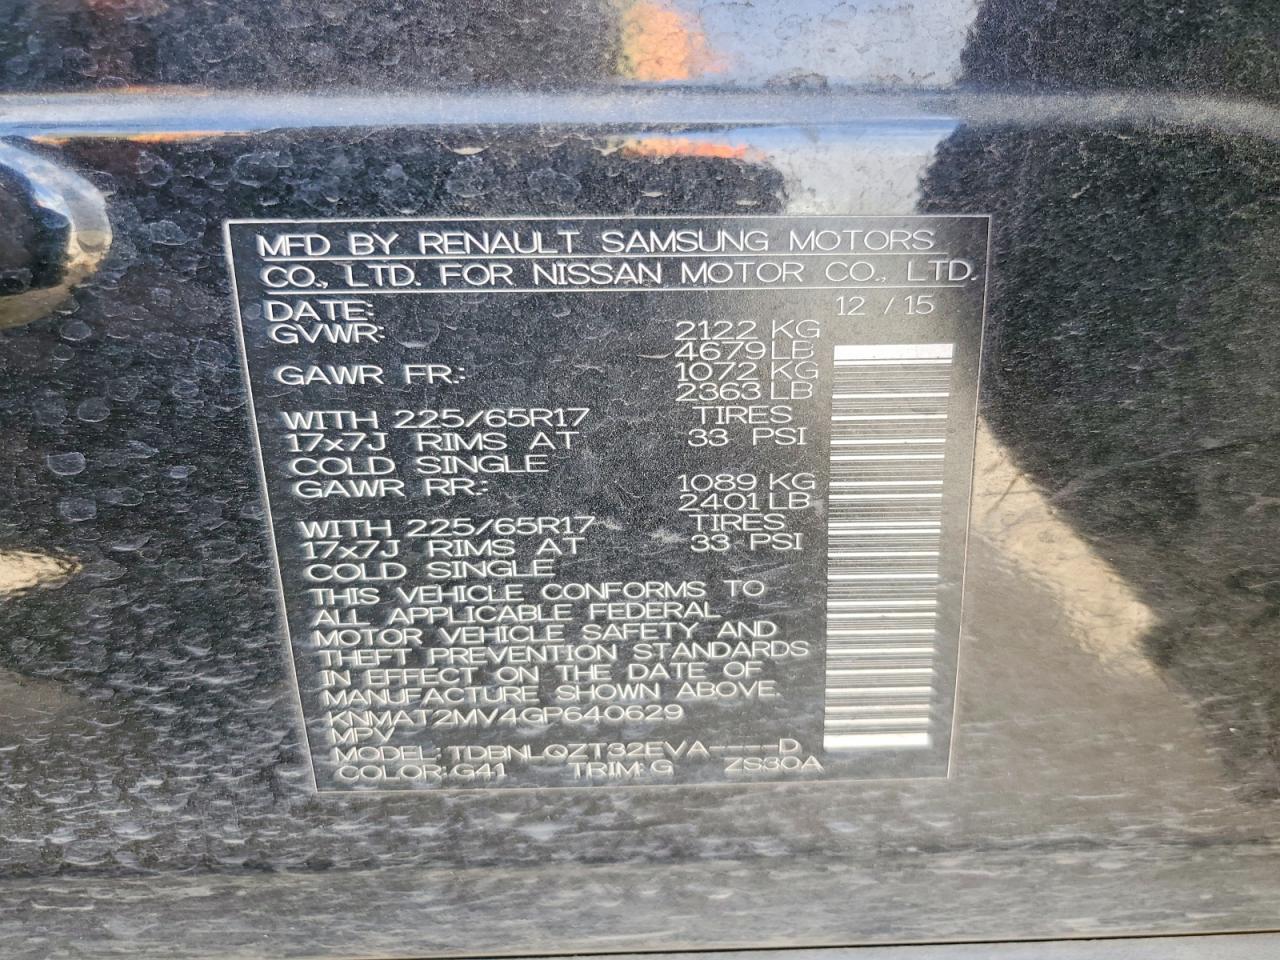 MFD BY RENAULT SAMSUNG MOTORS
CO., LTD. FOR NISSAN MOTOR CO., LTD.
DATE: 12 / 15
GVWR: 2122 KG
4679 LB
GAWR FR.: 1072 KG
2363 LB
WITH 225/65R17 TIRES
17x7J RIMS AT 33 PSI
COLD SINGLE
GAWR RR.: 1089 KG
2401 LB
WITH 225/65R17 TIRES
17x7J RIMS AT 33 PSI
COLD SINGLE
THIS VEHICLE CONFORMS TO
ALL APPLICABLE FEDERAL
MOTOR VEHICLE SAFETY AND
THEFT PREVENTION STANDARDS
IN EFFECT ON THE DATE OF
MANUFACTURE SHOWN ABOVE.
KNMAT2MV4GP640629
MPV
MODEL: TDBNLQZT32EVA----D
COLOR: G41 TRIM: G ZS30A